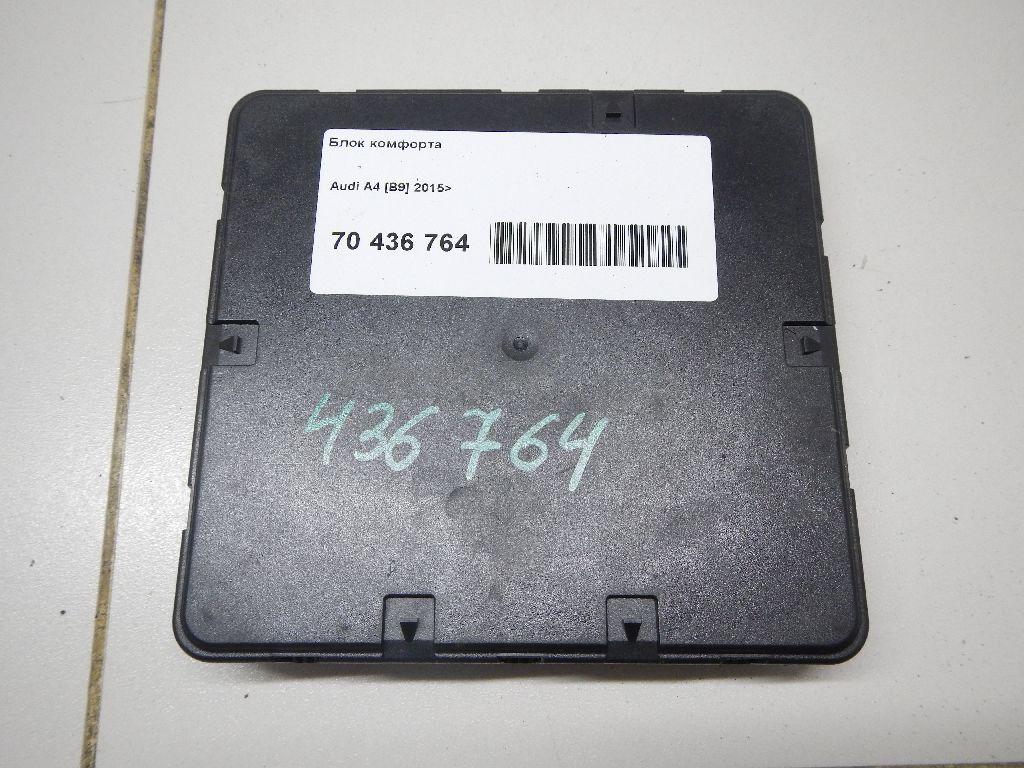 Блок комфорта
Audi A4 [B9] 2015>
70 436 764
436 764